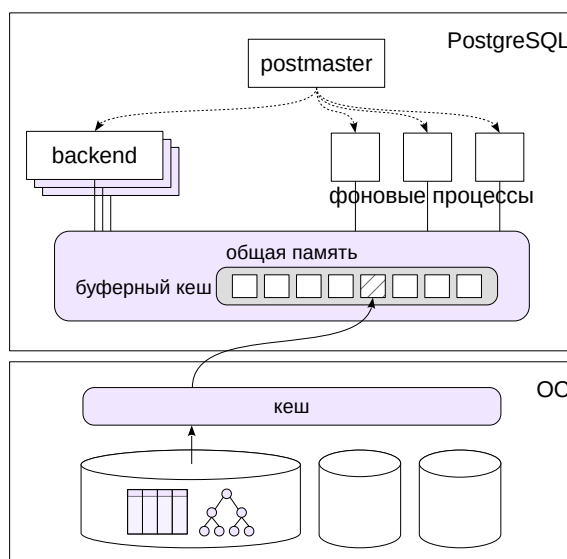 PostgreSQL
postmaster
backend
фоновые процессы
общая память
буферный кеш
ОС
кеш